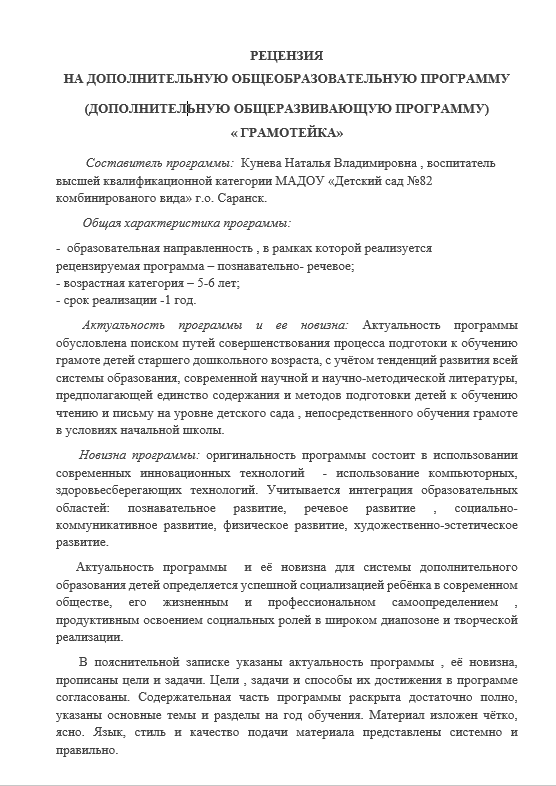 РЕЦЕНЗИЯ
НА ДОПОЛНИТЕЛЬНУЮ ОБЩЕОБРАЗОВАТЕЛЬНУЮ ПРОГРАММУ
(ДОПОЛНИТЕЛЬНУЮ ОБЩЕРАЗВИВАЮЩУЮ ПРОГРАММУ)
« ГРАМОТЕЙКА»
Составитель программы: Кунева Наталья Владимировна , воспитатель
высшей квалификационной категории МАДОУ «Детский сад №82
комбинированого вида» г.о. Саранск.
Общая характеристика программы:
- образовательная направленность , в рамках которой реализуется
рецензируемая программа – познавательно- речевое;
- возрастная категория – 5-6 лет;
- срок реализации -1 год.
Актуальность программы и ее новизна: Актуальность программы
обусловлена поиском путей совершенствования процесса подготоки к обучению
грамоте детей старшего дошкольного возраста, с учётом тенденций развития всей
системы образования, современной научной и научно-методической литературы,
предполагающей единство содержания и методов подготовки детей к обучению
чтению и письму на уровне детского сада , непосредственного обучения грамоте
в условиях начальной школы.
Новизна программы: оригинальность программы состоит в использовании
современных инновационных технологий - использование компьюторных,
здоровьесберегающих технологий. Учитывается интеграция образовательных
областей: познавательное развитие, речевое развитие , социально-
коммуникативное развитие, физическое развитие, художественно-эстетическое
развитие.
Актуальность программы и её новизна для системы дополнительного
образования детей определяется успешной социализацией ребёнка в современном
обществе, его жизненным и профессиональном самоопределением ,
продуктивным освоением социальных ролей в широком диапозоне и творческой
реализации.
В пояснительной записке указаны актуальность программы , её новизна,
прописаны цели и задачи. Цели , задачи и способы их достижения в программе
согласованы. Содержательная часть программы раскрыта достаточно полно,
указаны основные темы и разделы на год обучения. Материал изложен чётко,
ясно. Язык, стиль и качество подачи материала представлены системно и
правильно.